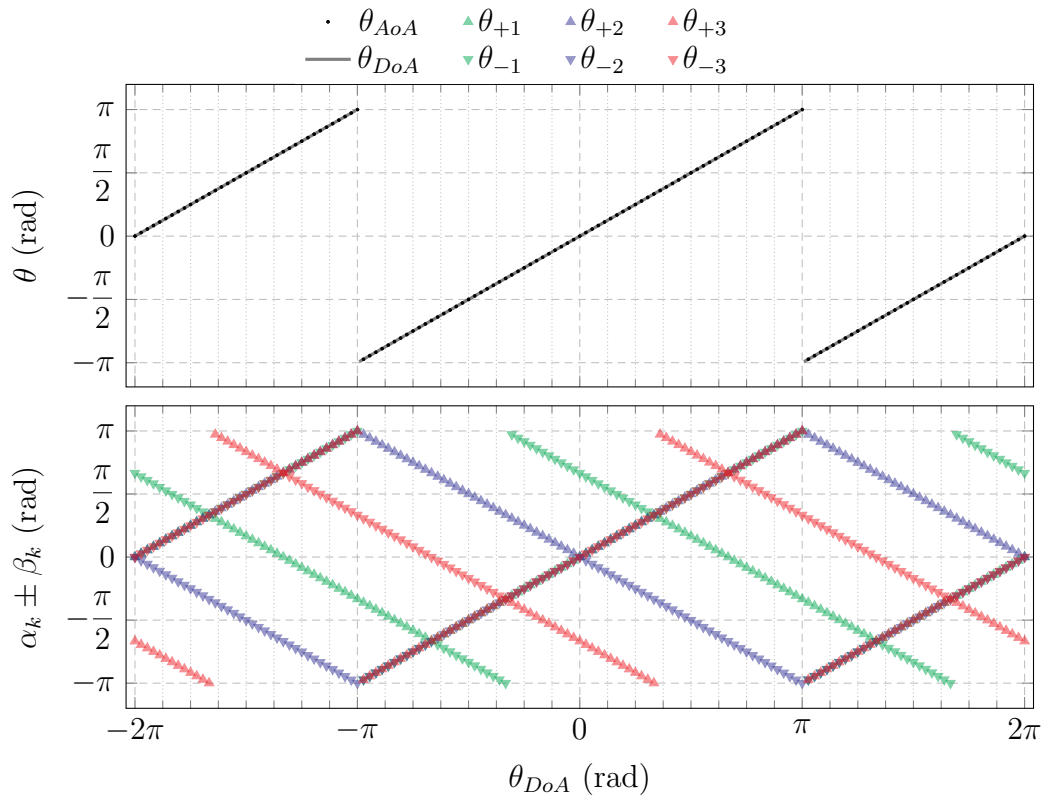 θ_{AoA} θ_{+1} θ_{+2} θ_{+3}
θ_{DoA} θ_{−1} θ_{−2} θ_{−3}
π
π/2
0
−π/2
−π
θ (rad)
π
π/2
0
−π/2
−π
α_k ± β_k (rad)
−2π −π 0 π 2π
θ_{DoA} (rad)